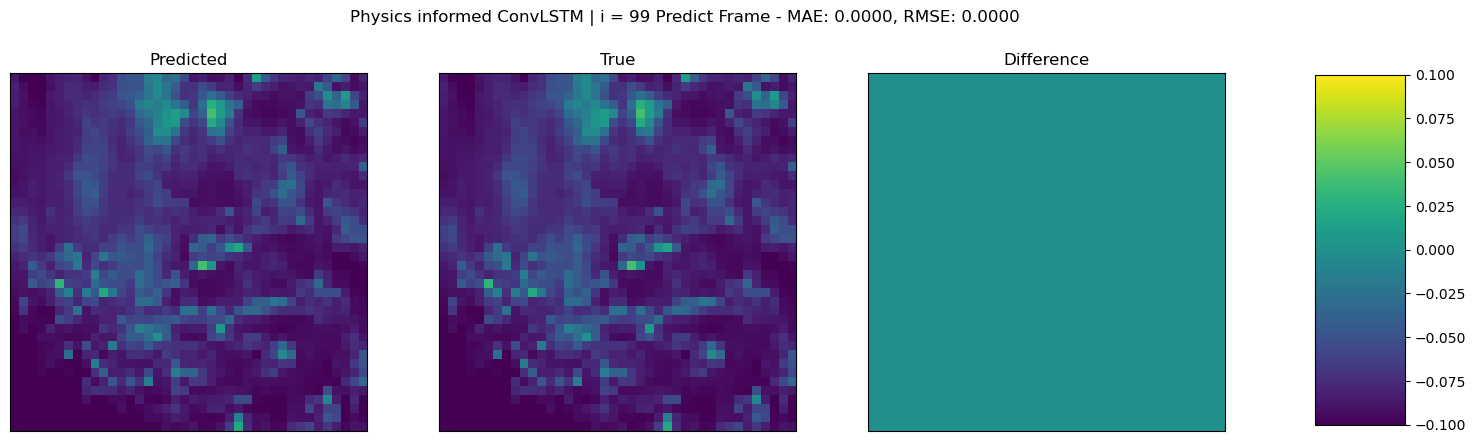 Physics informed ConvLSTM | i = 99 Predict Frame - MAE: 0.0000, RMSE: 0.0000
Predicted
True
Difference
0.100
0.075
0.050
0.025
0.000
−0.025
−0.050
−0.075
−0.100